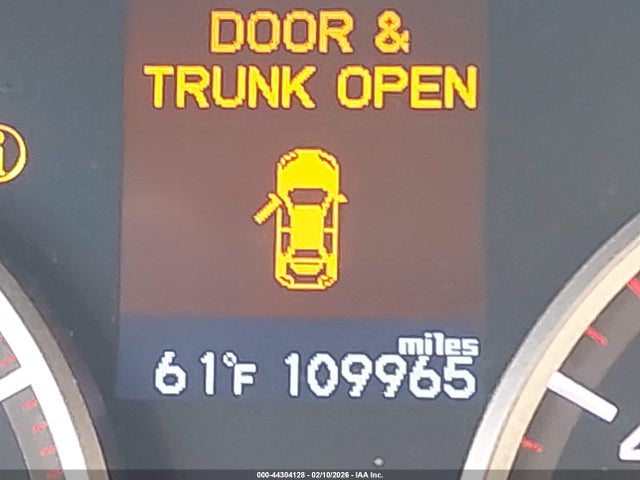 DOOR &
TRUNK OPEN
i
miles
61°F 109965
000-44304128 - 02/10/2026 - IAA Inc.